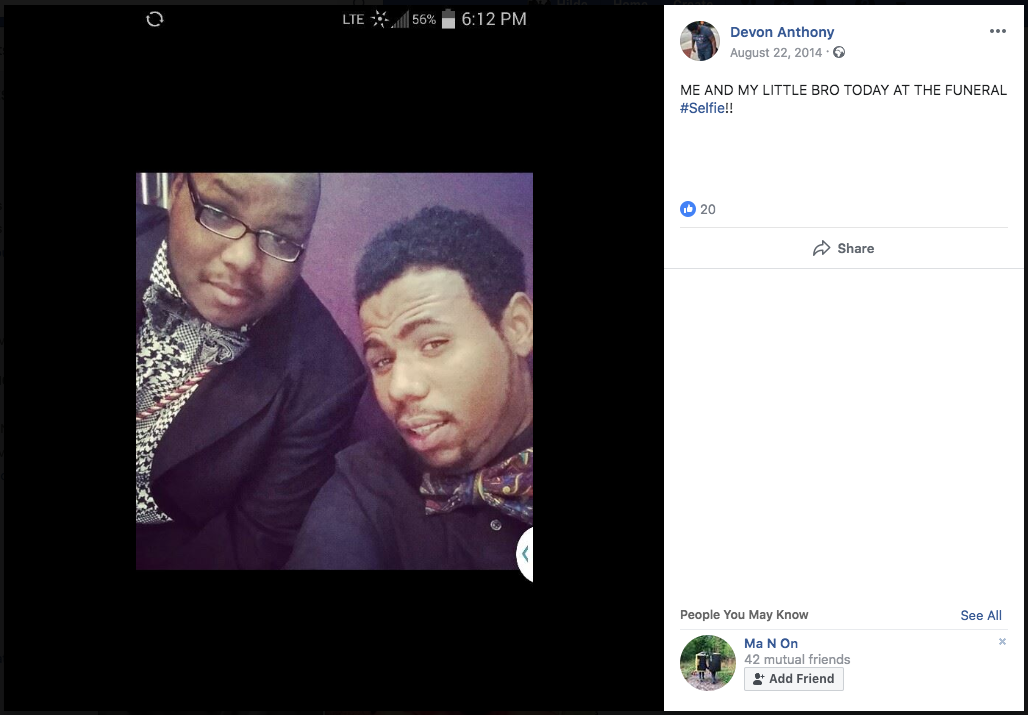 LTE 56% 6:12 PM
Devon Anthony
August 22, 2014 ·
ME AND MY LITTLE BRO TODAY AT THE FUNERAL
#Selfie!!
20
Share
People You May Know
See All
Ma N On
42 mutual friends
Add Friend